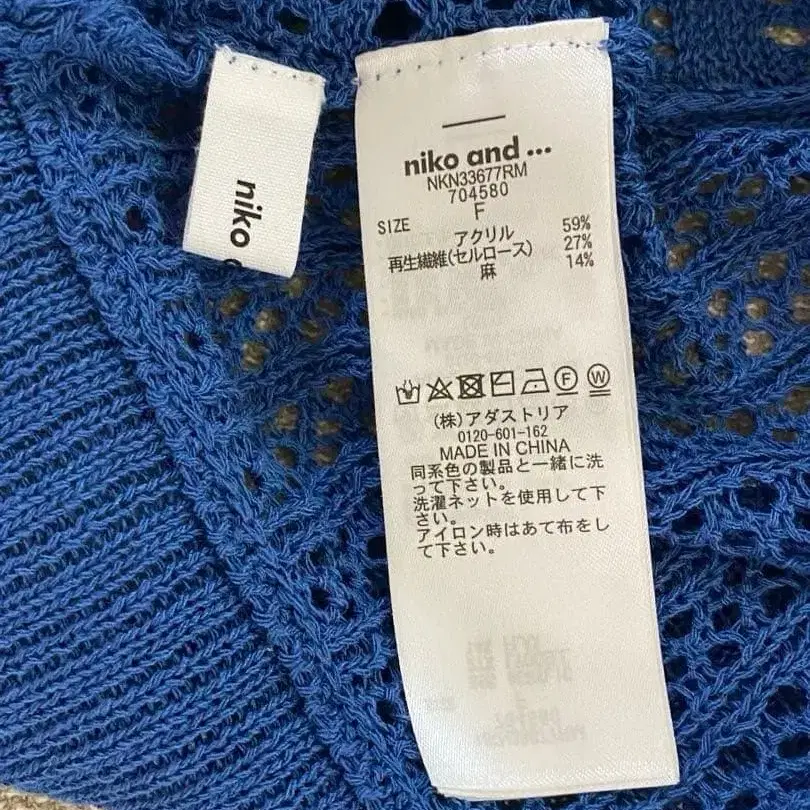 niko
niko and ...
NKN33677RM
704580
F
SIZE
アクリル 59%
再生繊維(セルロース) 27%
麻 14%
F W
(株)アダストリア
0120-601-162
MADE IN CHINA
同系色の製品と一緒に洗
って下さい。
洗濯ネットを使用して下
さい。
アイロン時はあて布をし
て下さい。